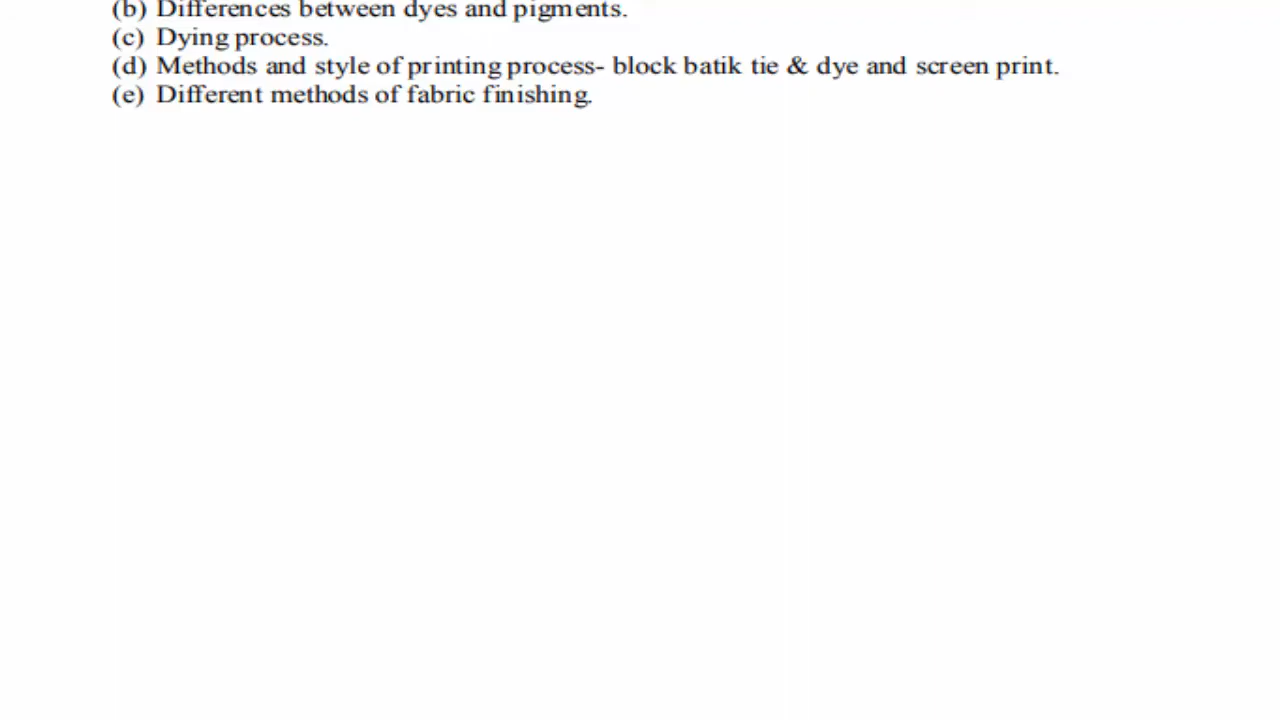 (b) Differences between dyes and pigments.
(c) Dying process.
(d) Methods and style of printing process- block batik tie & dye and screen print.
(e) Different methods of fabric finishing.